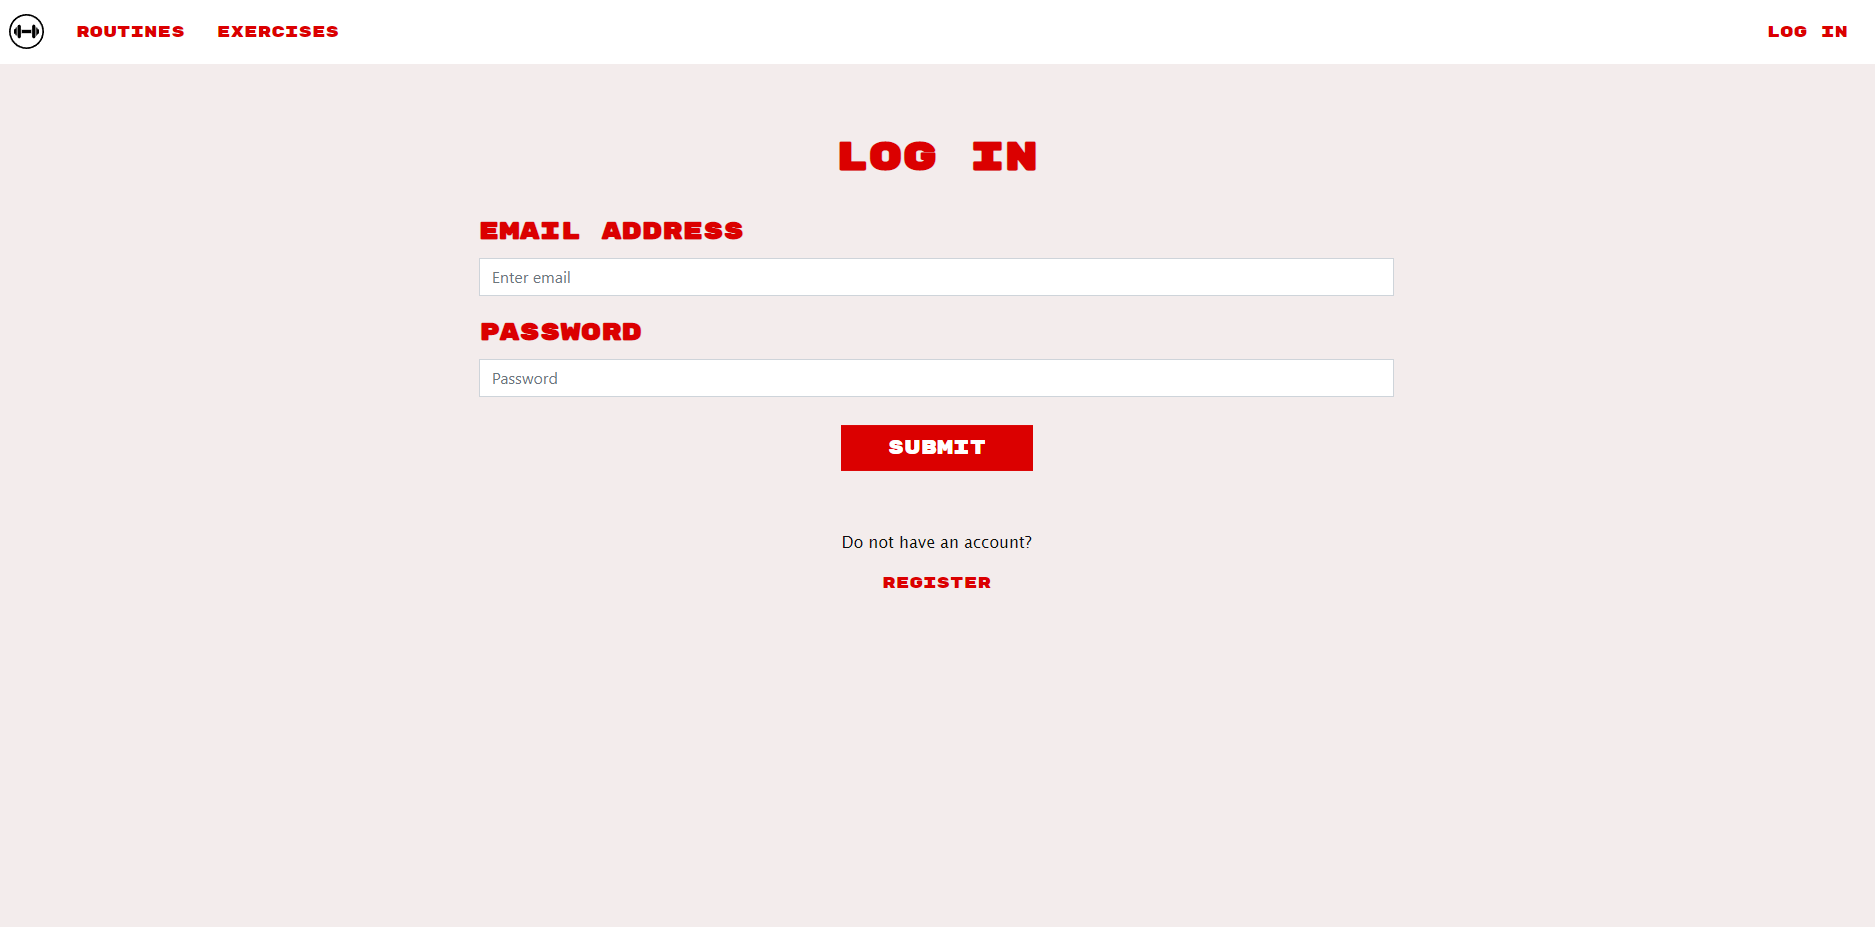 ROUTINES EXERCISES LOG IN
LOG IN
EMAIL ADDRESS
Enter email
PASSWORD
Password
SUBMIT
Do not have an account?
REGISTER